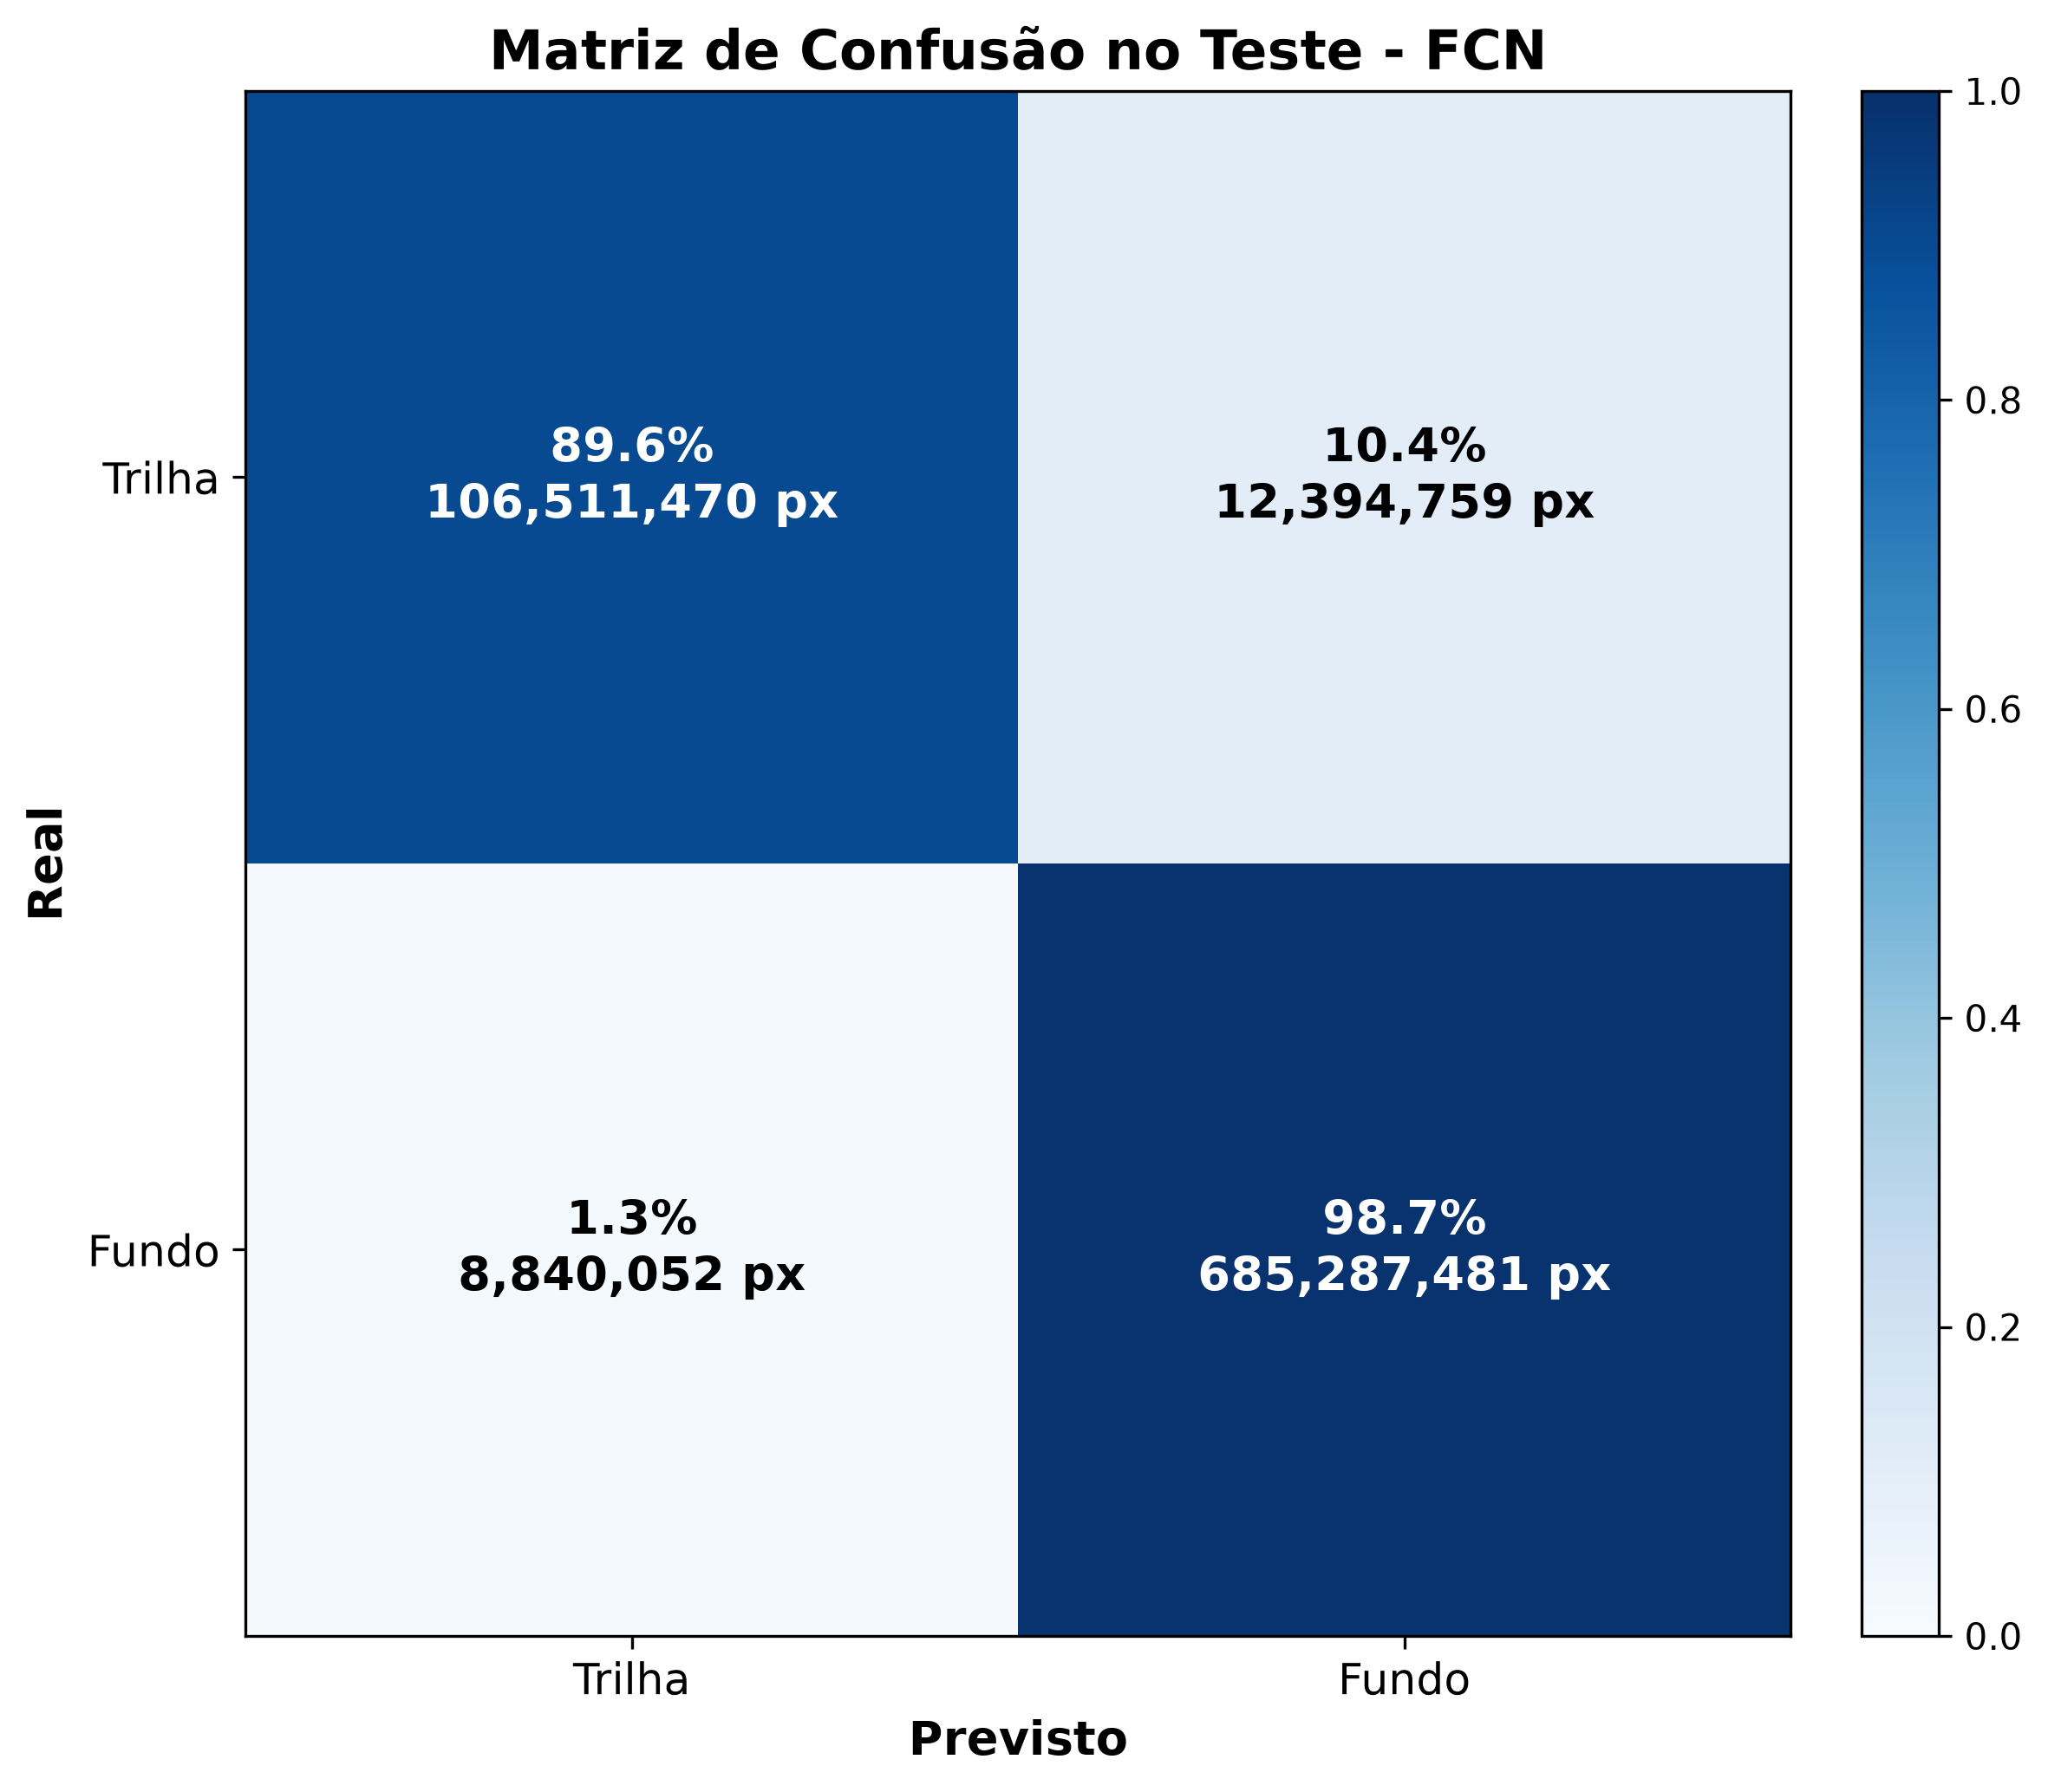 Matriz de Confusão no Teste - FCN
Real
Trilha
89.6%
106,511,470 px
10.4%
12,394,759 px
Fundo
1.3%
8,840,052 px
98.7%
685,287,481 px
Trilha
Fundo
Previsto
1.0
0.8
0.6
0.4
0.2
0.0